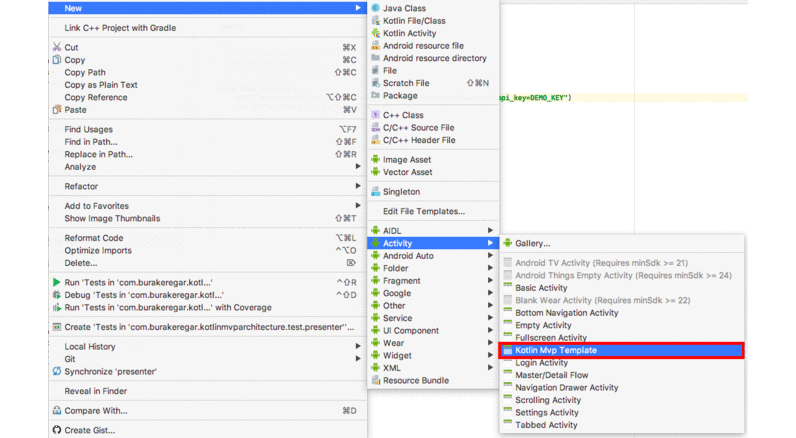 New
Link C++ Project with Gradle
Cut ⌘X
Copy ⌘C
Copy Path ⇧⌘C
Copy as Plain Text
Copy Reference ⌥⇧⌘C
Paste ⌘V
Find Usages ⌥F7
Find in Path... ⇧⌘F
Replace in Path... ⇧⌘R
Analyze
Refactor
Add to Favorites
Show Image Thumbnails ⇧⌘T
Reformat Code ⌥⌘L
Optimize Imports ^⌥O
Delete... ⌦
Run 'Tests in 'com.burakeregar.kotl...' ^⇧R
Debug 'Tests in 'com.burakeregar.kotl...' ^⇧D
Run 'Tests in 'com.burakeregar.kotl...' with Coverage
Create 'Tests in 'com.burakeregar.kotlinmvparchitecture.test.presenter''...
Local History
Git
Synchronize 'presenter'
Reveal in Finder
Compare With... ⌘D
Create Gist...
Java Class
Kotlin File/Class
Kotlin Activity
Android resource file
Android resource directory
File
Scratch File ⇧⌘N
Package
C++ Class
C/C++ Source File
C/C++ Header File
Image Asset
Vector Asset
Singleton
Edit File Templates...
AIDL
Activity
Android Auto
Folder
Fragment
Google
Other
Service
UI Component
Wear
Widget
XML
Resource Bundle
pi_key=DEMO_KEY")
Gallery...
Android TV Activity (Requires minSdk >= 21)
Android Things Empty Activity (Requires minSdk >= 24)
Basic Activity
Blank Wear Activity (Requires minSdk >= 22)
Bottom Navigation Activity
Empty Activity
Fullscreen Activity
Kotlin Mvp Template
Login Activity
Master/Detail Flow
Navigation Drawer Activity
Scrolling Activity
Settings Activity
Tabbed Activity